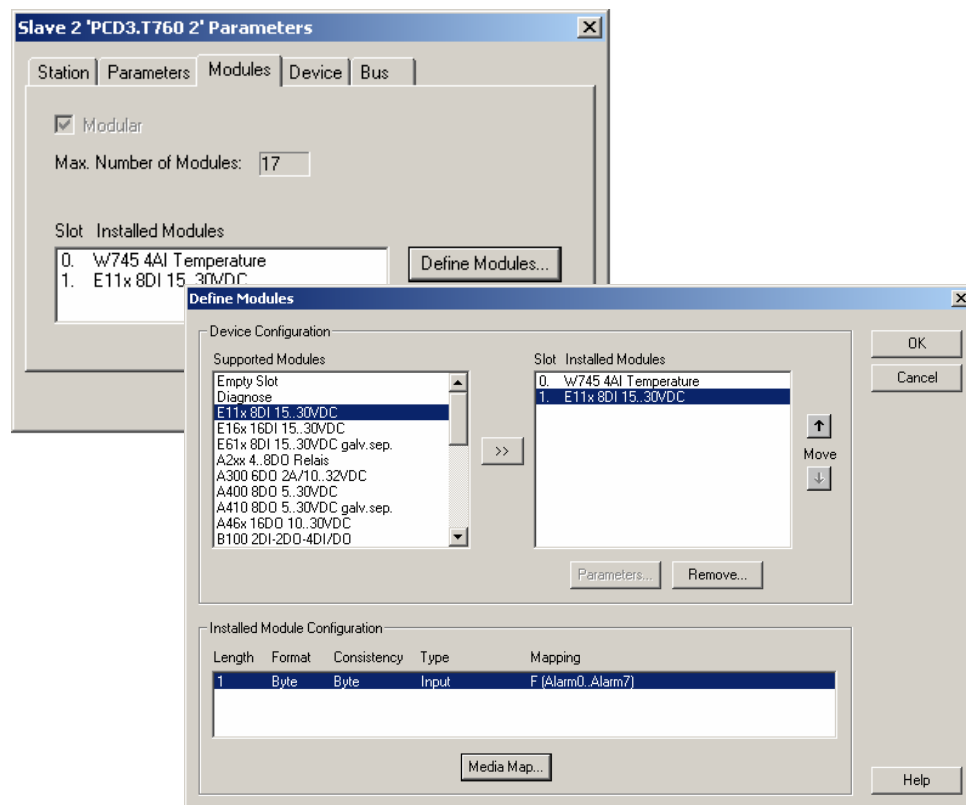 Slave 2 'PCD3.T760 2' Parameters
Station Parameters Modules Device Bus
Modular
Max. Number of Modules: 17
Slot Installed Modules
0. W745 4AI Temperature
1. E11x 8DI 15..30VDC
Define Modules...
Define Modules
Device Configuration
Supported Modules
Empty Slot
Diagnose
E11x 8DI 15..30VDC
E16x 16DI 15..30VDC
E61x 8DI 15..30VDC galv.sep.
A2xx 4..8DO Relais
A300 6DO 2A/10..32VDC
A400 8DO 5..30VDC
A410 8DO 5..30VDC galv.sep.
A46x 16DO 10..30VDC
B100 2DI-2DO-4DI/DO
>>
Slot Installed Modules
0. W745 4AI Temperature
1. E11x 8DI 15..30VDC
Move
Parameters... Remove...
OK
Cancel
Installed Module Configuration
Length Format Consistency Type Mapping
1 Byte Byte Input F (Alarm0..Alarm7)
Media Map...
Help